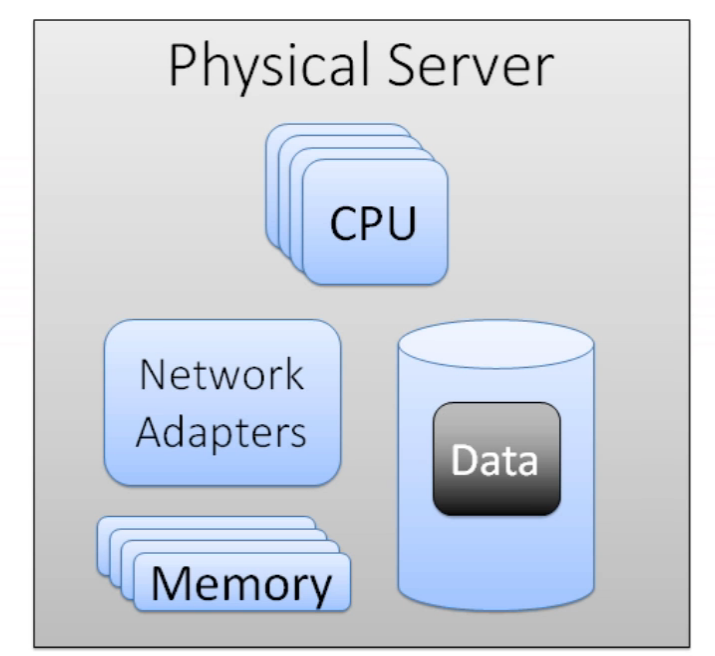 Physical Server
CPU
Network
Adapters
Data
Memory